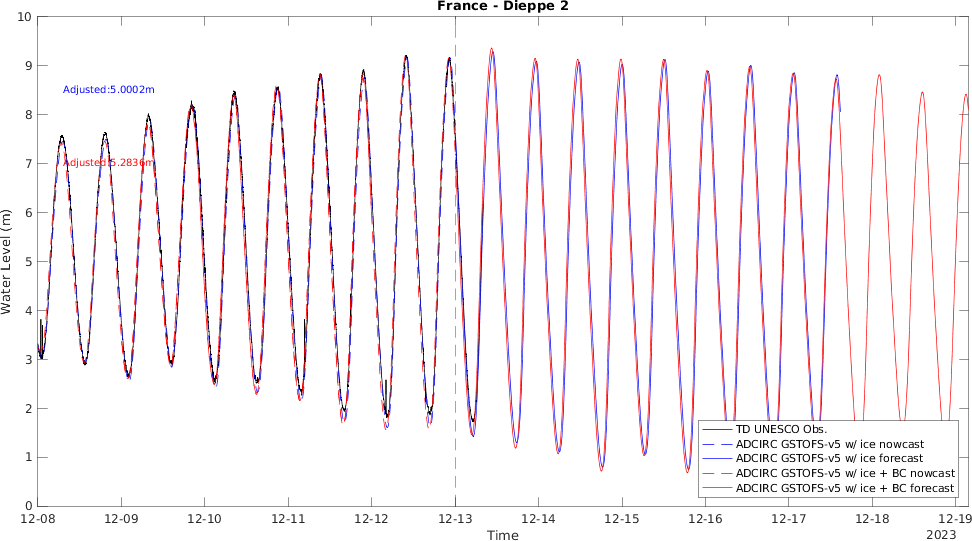 France - Dieppe 2
Water Level (m)
10
9
8
7
6
5
4
3
2
1
0
Adjusted:5.0002m
Adjusted:5.2836m
TD UNESCO Obs.
ADCIRC GSTOFS-v5 w/ ice nowcast
ADCIRC GSTOFS-v5 w/ ice forecast
ADCIRC GSTOFS-v5 w/ ice + BC nowcast
ADCIRC GSTOFS-v5 w/ ice + BC forecast
12-08 12-09 12-10 12-11 12-12 12-13 12-14 12-15 12-16 12-17 12-18 12-19
Time
2023